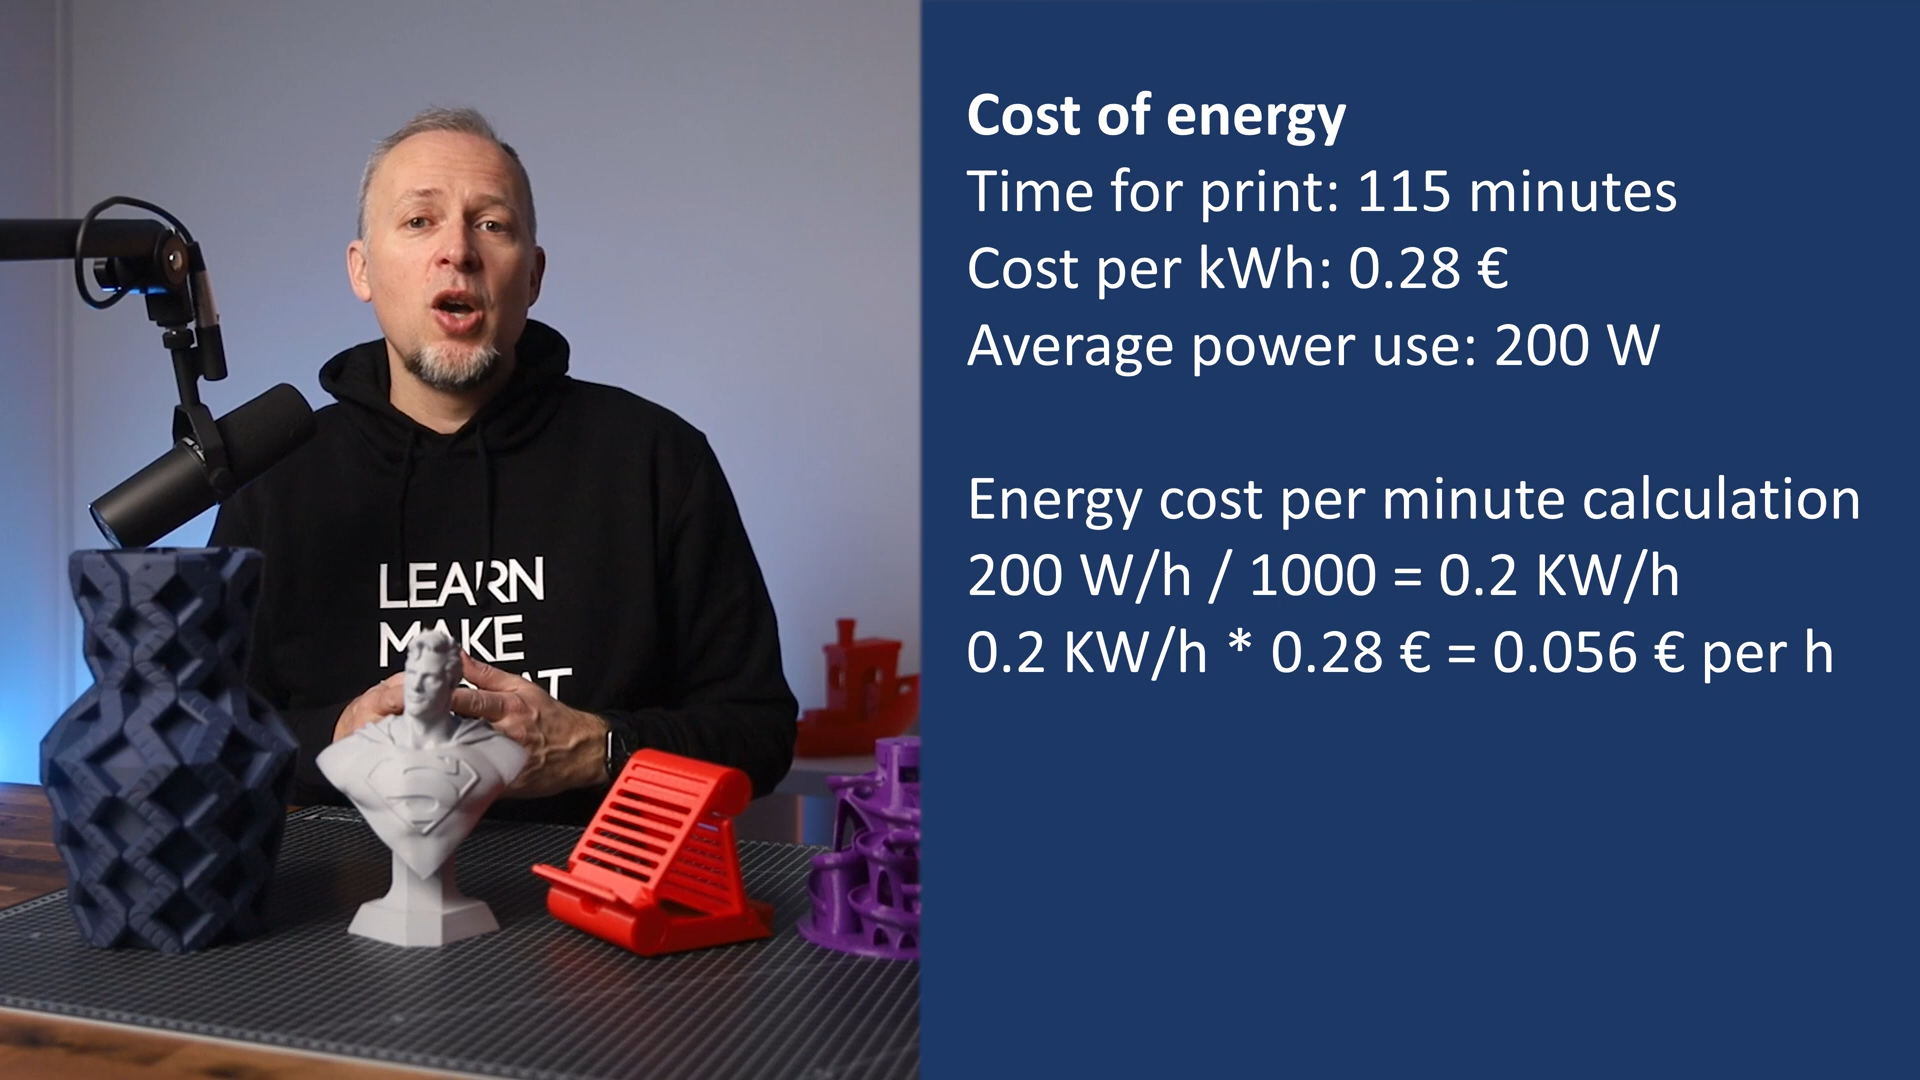 Cost of energy
Time for print: 115 minutes
Cost per kWh: 0.28 €
Average power use: 200 W
Energy cost per minute calculation
200 W/h / 1000 = 0.2 KW/h
0.2 KW/h * 0.28 € = 0.056 € per h
LEARN
MAKE